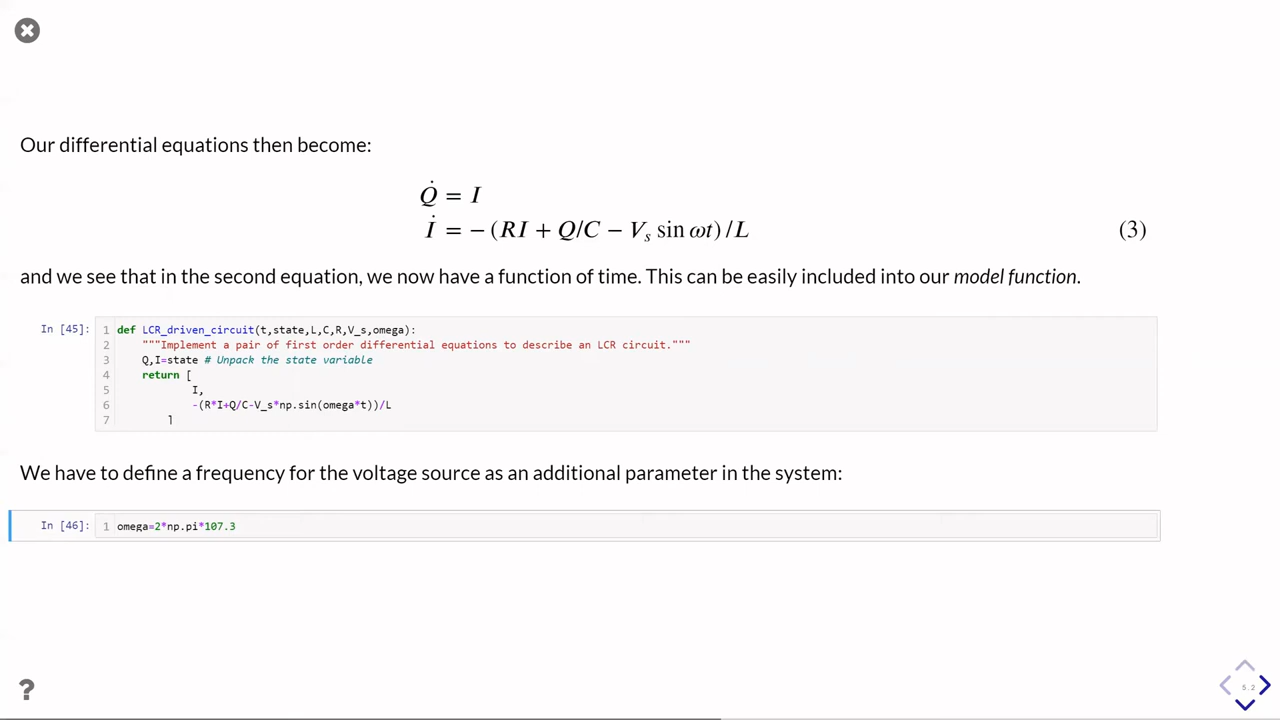 Our differential equations then become:
Q̇ = I
İ = − (RI + Q/C − Vₛ sin ωt) /L (3)
and we see that in the second equation, we now have a function of time. This can be easily included into our model function.
In [45]: 1 def LCR_driven_circuit(t,state,L,C,R,V_s,omega):
2 """Implement a pair of first order differential equations to describe an LCR circuit."""
3 Q,I=state # Unpack the state variable
4 return [
5 I,
6 -(R*I+Q/C-V_s*np.sin(omega*t))/L
7 ]
We have to define a frequency for the voltage source as an additional parameter in the system:
In [46]: 1 omega=2*np.pi*107.3
?
5.2